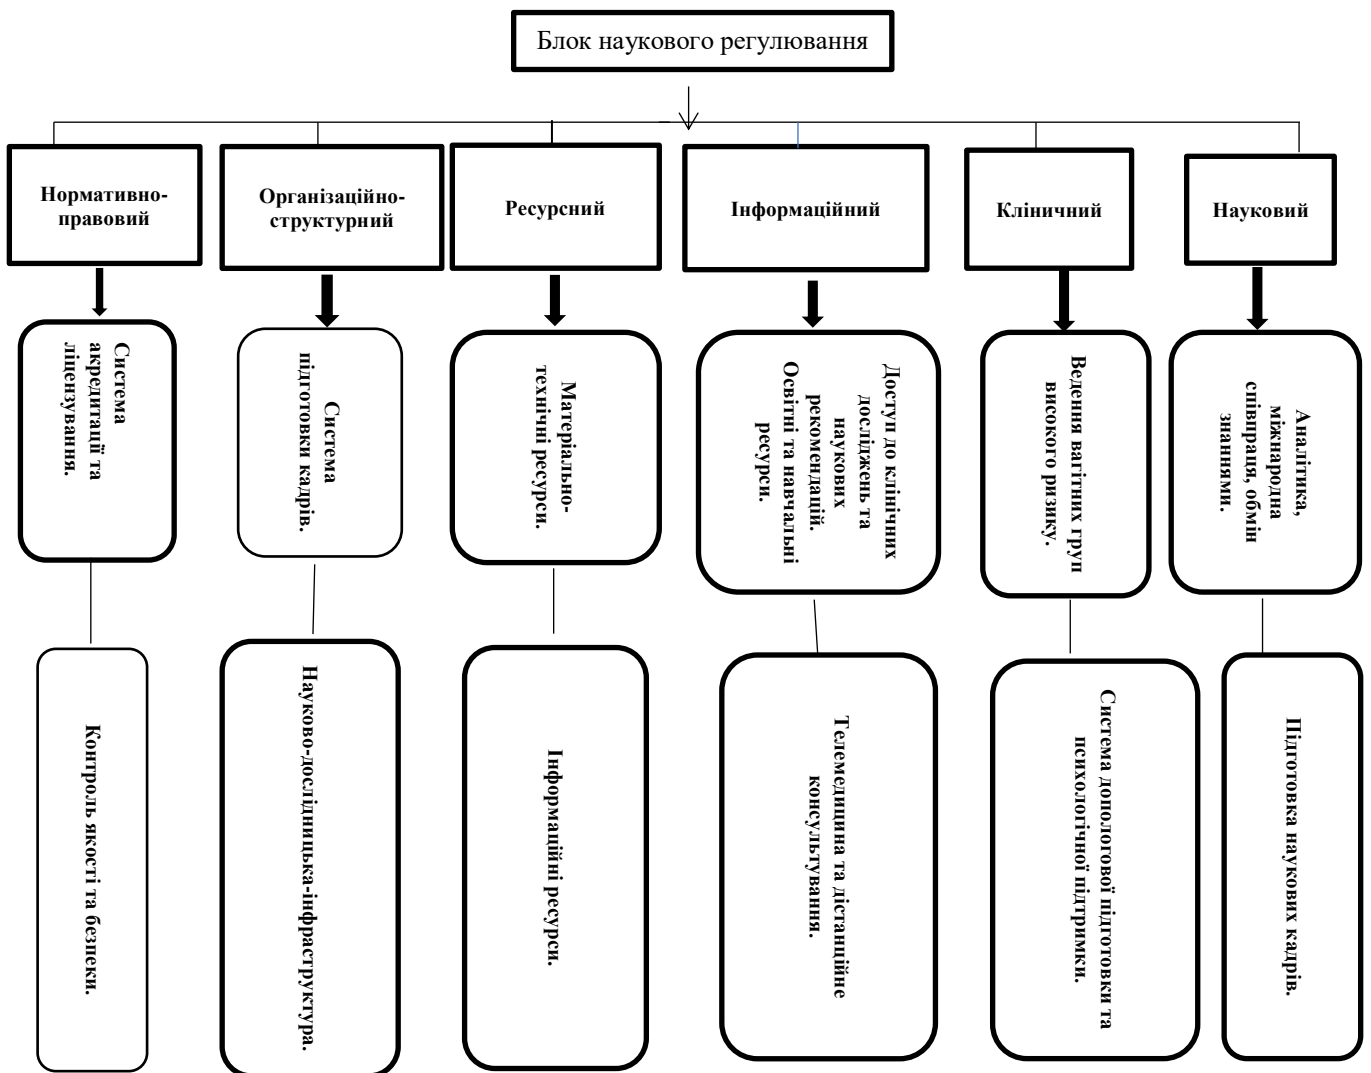 Блок наукового регулювання
Нормативно-
правовий
Організаційно-
структурний
Ресурсний
Інформаційний
Клінічний
Науковий
Система
акредитації та
ліцензування.
Система
підготовки кадрів.
Матеріально-
технічні ресурси.
Доступ до клінічних
досліджень та
наукових
рекомендацій.
Освітні та навчальні
ресурси.
Ведення вагітних груп
високого ризику.
Аналітика,
міжнародна
співпраця, обмін
знаннями.
Контроль якості та безпеки.
Науково-дослідницька-інфраструктура.
Інформаційні ресурси.
Телемедицина та дістанційне
консультування.
Система допологової підготовки та
психологічної підтримки.
Підготовка наукових кадрів.